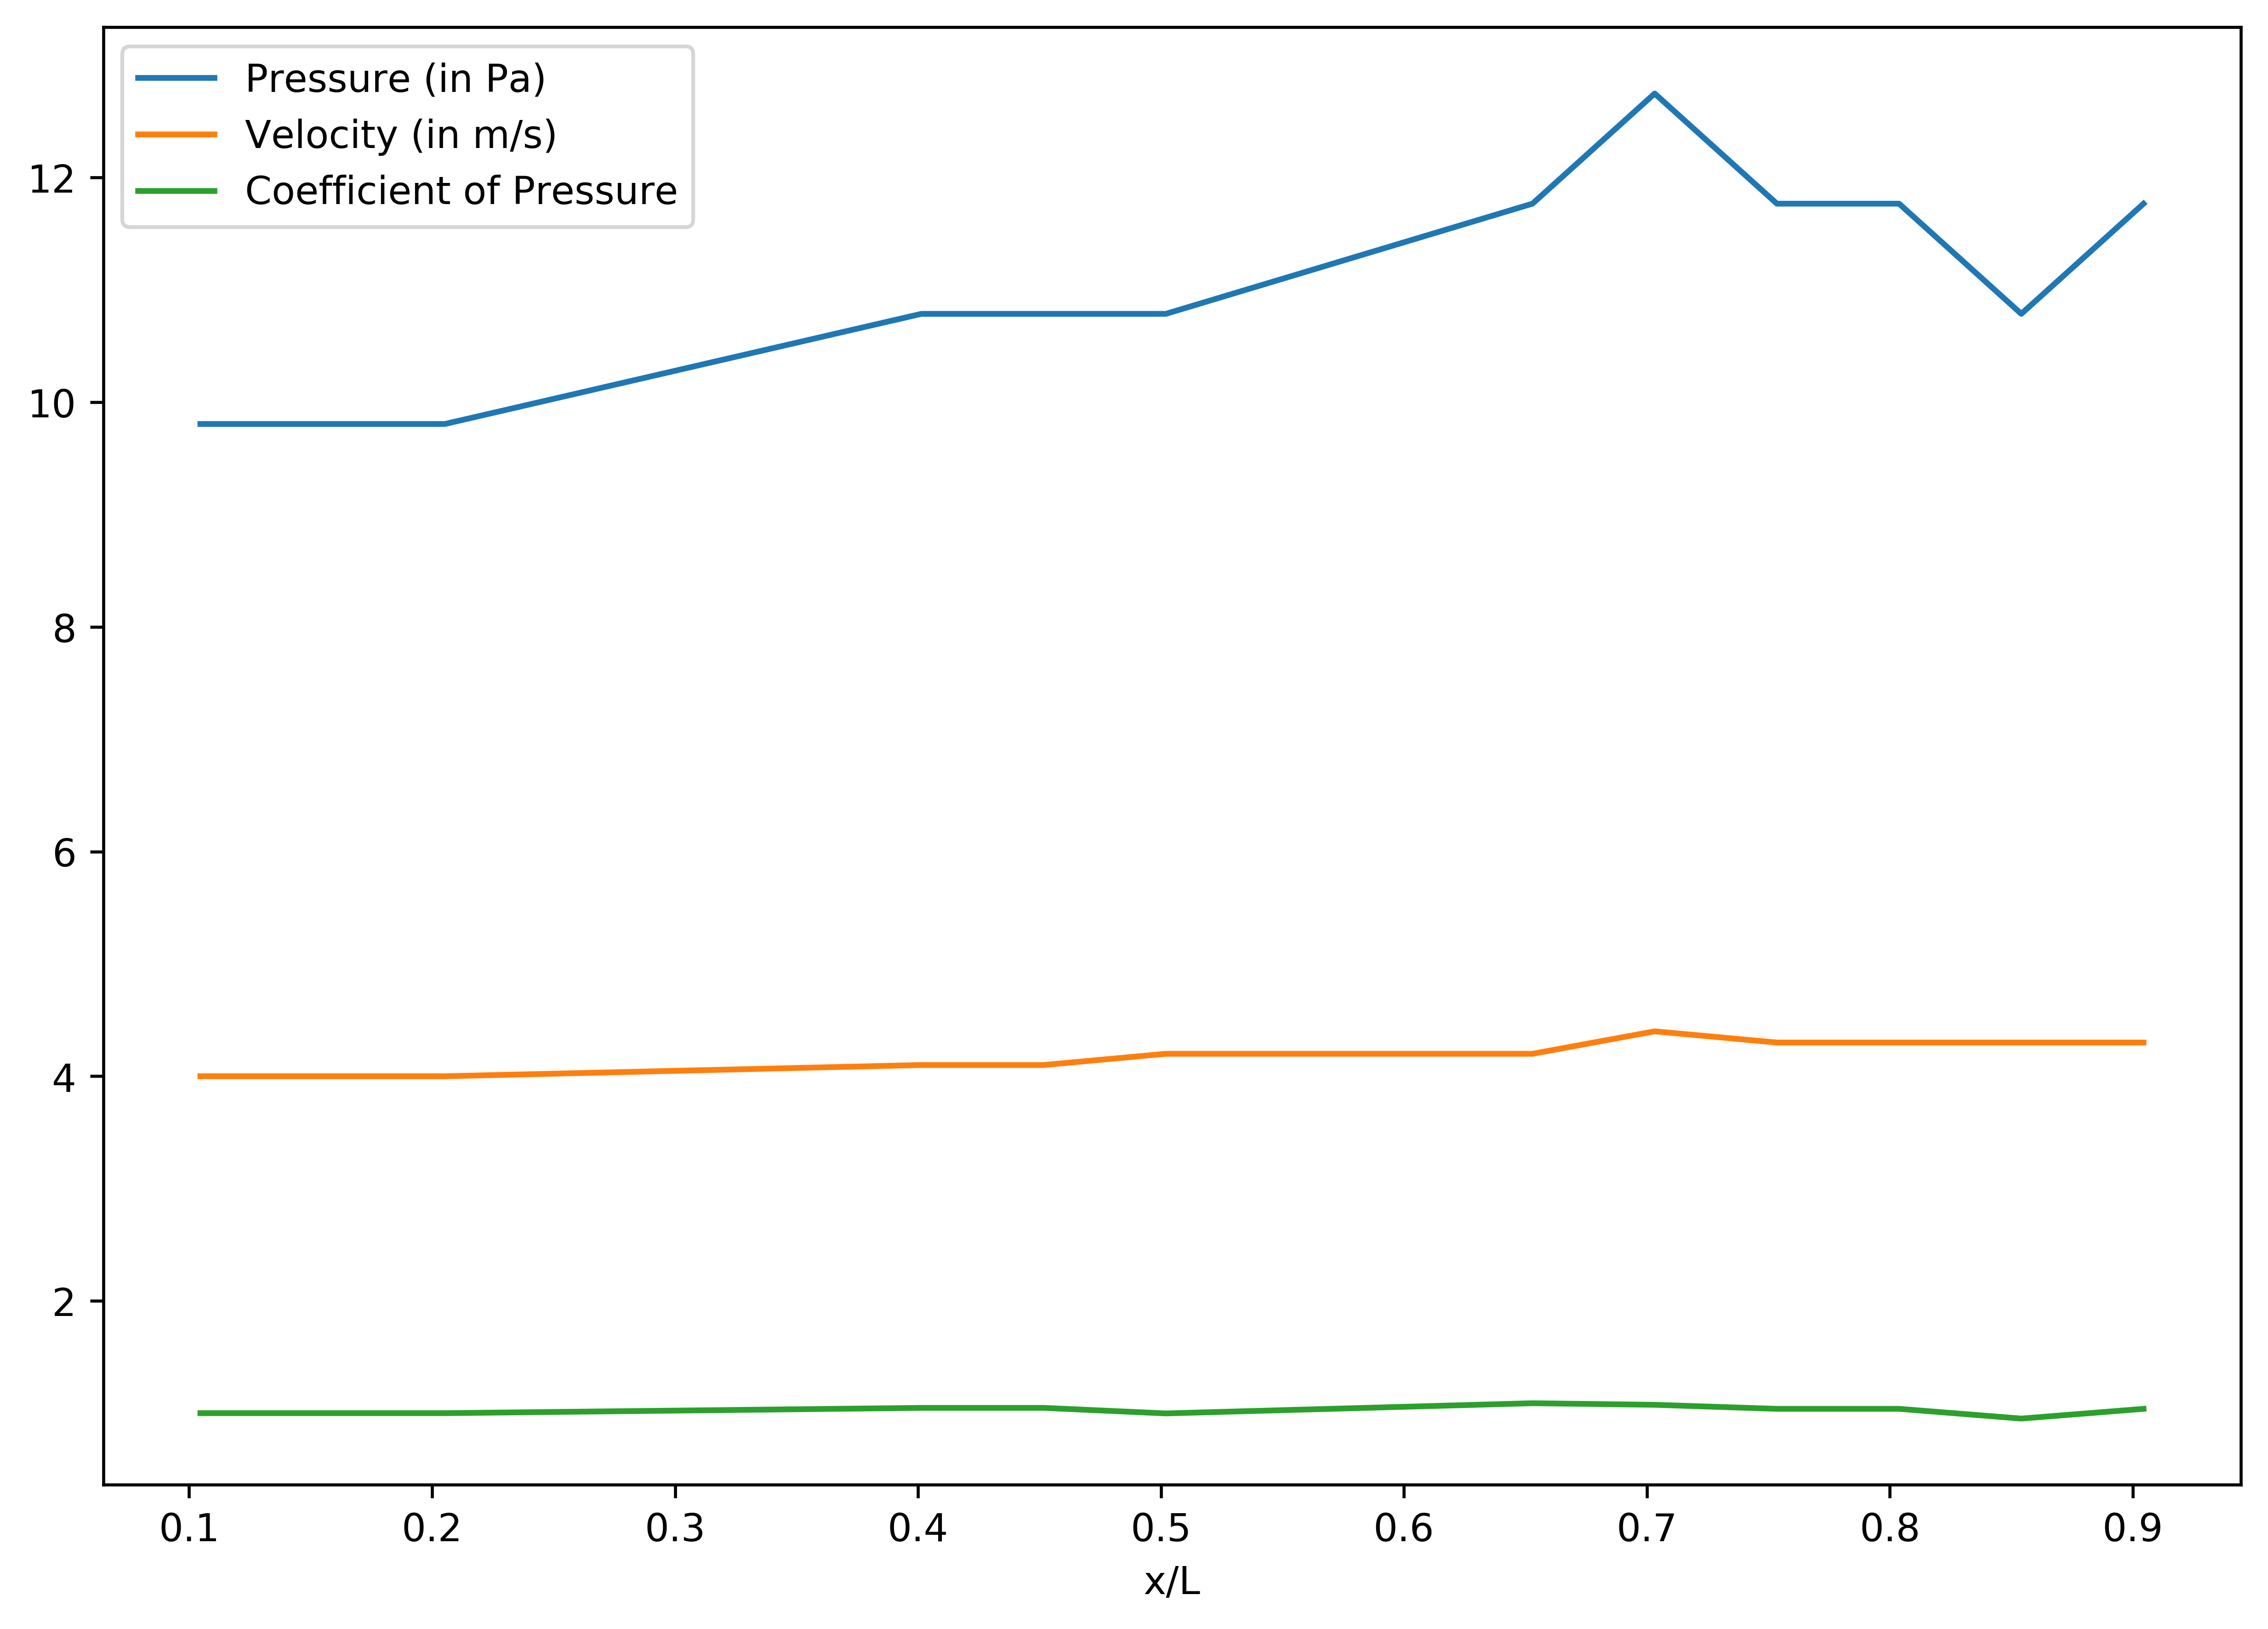 Pressure (in Pa)
Velocity (in m/s)
Coefficient of Pressure
12
10
8
6
4
2
0.1 0.2 0.3 0.4 0.5 0.6 0.7 0.8 0.9
x/L